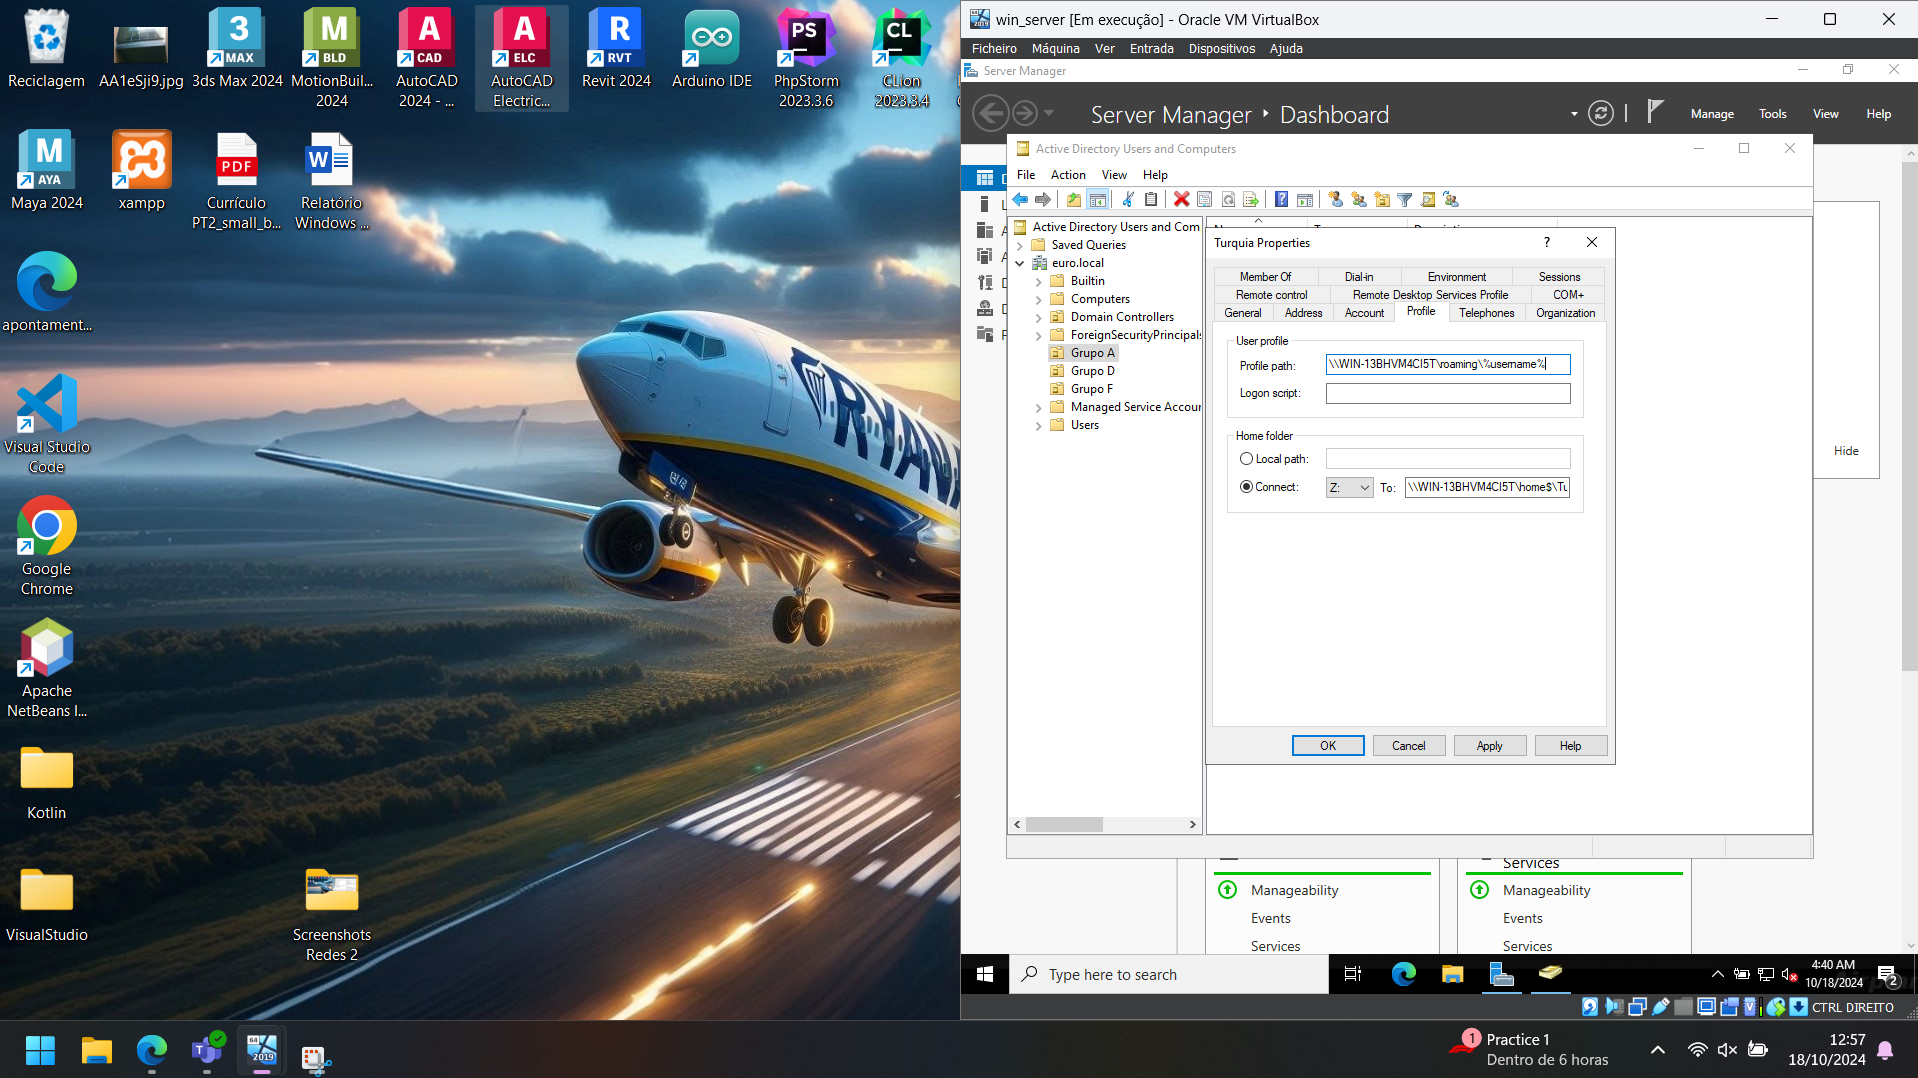 Reciclagem
AA1eSji9.jpg
3
MAX
3ds Max 2024
M
BLD
MotionBuil...
2024
A
CAD
AutoCAD
2024 - ...
A
ELC
AutoCAD
Electric...
R
RVT
Revit 2024
Arduino IDE
PS
PhpStorm
2023.3.6
CL
CLion
2023.3.4
M
AYA
Maya 2024
xampp
PDF
Currículo
PT2_small_b...
W
Relatório
Windows ...
apontament...
Visual Studio
Code
Google
Chrome
Apache
NetBeans I...
Kotlin
VisualStudio
Screenshots
Redes 2
RYAN
win_server [Em execução] - Oracle VM VirtualBox
Ficheiro Máquina Ver Entrada Dispositivos Ajuda
Server Manager
Server Manager Dashboard
Manage Tools View Help
Active Directory Users and Computers
File Action View Help
Active Directory Users and Com
Saved Queries
euro.local
Builtin
Computers
Domain Controllers
ForeignSecurityPrincipals
Grupo A
Grupo D
Grupo F
Managed Service Accour
Users
Turquia Properties
?
Member Of Dial-in Environment Sessions
Remote control Remote Desktop Services Profile COM+
General Address Account Profile Telephones Organization
User profile
Profile path: \\WIN-13BHVM4CI5T\roaming\%username%
Logon script:
Home folder
Local path:
Connect: Z: To: \\WIN-13BHVM4CI5T\home$\Tu
OK Cancel Apply Help
Hide
Services
Manageability Manageability
Events Events
Services Services
Type here to search
4:40 AM
10/18/2024
2
CTRL DIREITO
64
2019
1
Practice 1
Dentro de 6 horas
12:57
18/10/2024